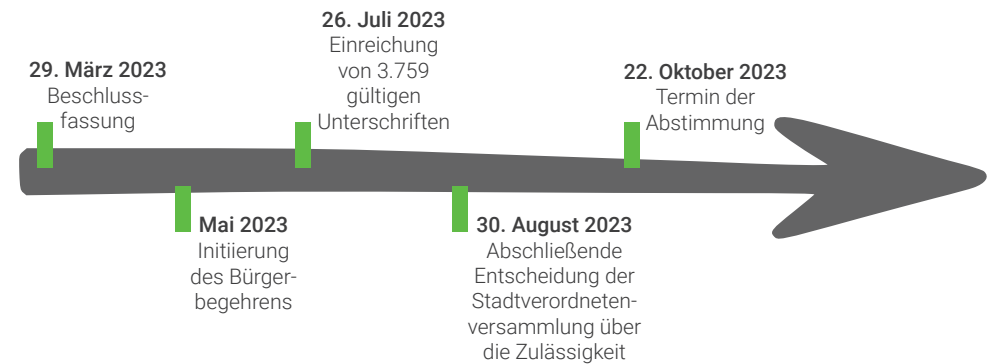 29. März 2023
Beschluss-
fassung
Mai 2023
Initiierung
des Bürger-
begehrens
26. Juli 2023
Einreichung
von 3.759
gültigen
Unterschriften
30. August 2023
Abschließende
Entscheidung der
Stadtverordneten-
versammlung über
die Zulässigkeit
22. Oktober 2023
Termin der
Abstimmung